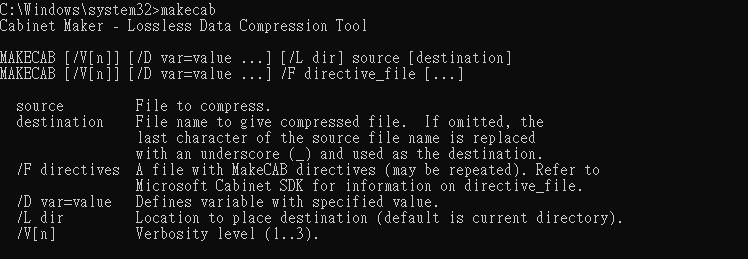 C:\Windows\system32>makecab
Cabinet Maker - Lossless Data Compression Tool

MAKECAB [/V[n]] [/D var=value ...] [/L dir] source [destination]
MAKECAB [/V[n]] [/D var=value ...] /F directive_file [...]

  source         File to compress.
  destination    File name to give compressed file.  If omitted, the
                 last character of the source file name is replaced
                 with an underscore (_) and used as the destination.
  /F directives  A file with MakeCAB directives (may be repeated). Refer to
                 Microsoft Cabinet SDK for information on directive_file.
  /D var=value   Defines variable with specified value.
  /L dir         Location to place destination (default is current directory).
  /V[n]          Verbosity level (1..3).